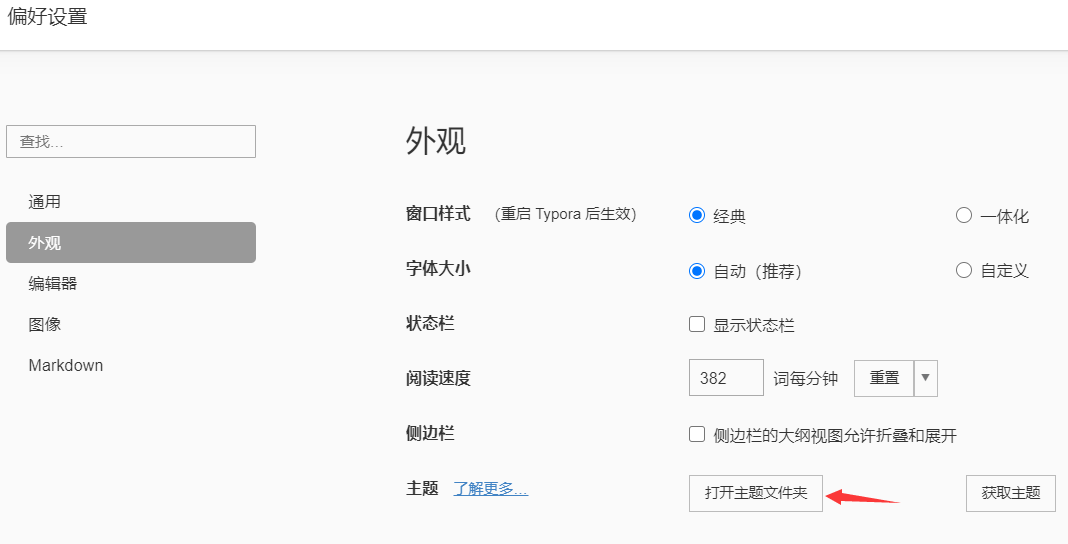 偏好设置
查找...
通用
外观
编辑器
图像
Markdown
外观
窗口样式 (重启 Typora 后生效) 经典 一体化
字体大小 自动（推荐） 自定义
状态栏 显示状态栏
阅读速度 382 词每分钟 重置
侧边栏 侧边栏的大纲视图允许折叠和展开
主题 了解更多... 打开主题文件夹 获取主题